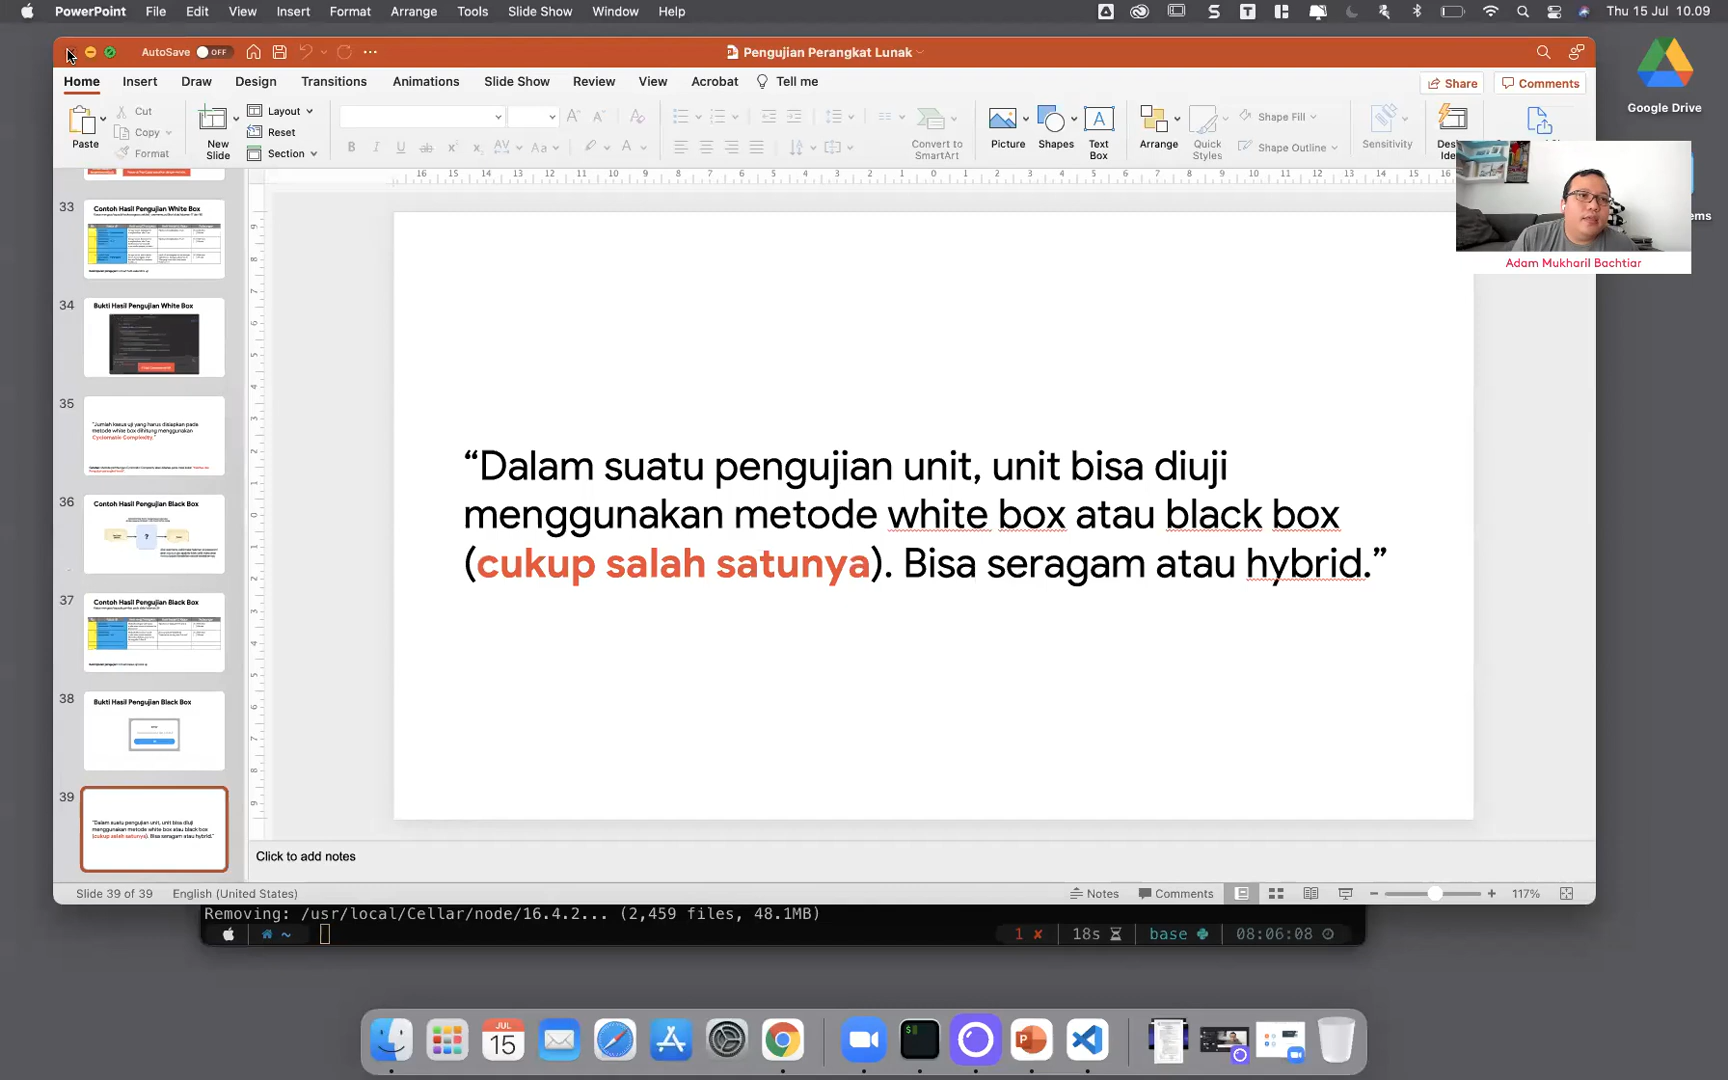 PowerPoint File Edit View Insert Format Arrange Tools Slide Show Window Help Thu 15 Jul 10.09
AutoSave OFF Pengujian Perangkat Lunak
Home Insert Draw Design Transitions Animations Slide Show Review View Acrobat Tell me Share Comments
Google Drive
Paste Cut Copy Format
New Slide Layout Reset Section
Convert to SmartArt
Picture Shapes Text Box Arrange Quick Styles Shape Fill Shape Outline Sensitivity
Adam Mukharil Bachtiar
33
Contoh Hasil Pengujian White Box
34
Bukti Hasil Pengujian White Box
35
"Jumlah kasus uji yang harus disiapkan pada
metode white box dihitung menggunakan
Cyclomatic Complexity."
36
Contoh Hasil Pengujian Black Box
37
Contoh Hasil Pengujian Black Box
38
Bukti Hasil Pengujian Black Box
39
"Dalam suatu pengujian unit, unit bisa diuji
menggunakan metode white box atau black box
(cukup salah satunya). Bisa seragam atau hybrid."
“Dalam suatu pengujian unit, unit bisa diuji
menggunakan metode white box atau black box
(cukup salah satunya). Bisa seragam atau hybrid.”
Click to add notes
Slide 39 of 39 English (United States) Notes Comments 117%
Removing: /usr/local/Cellar/node/16.4.2... (2,459 files, 48.1MB)
~ 1 ✘ 18s base 08:06:08
JUL
15